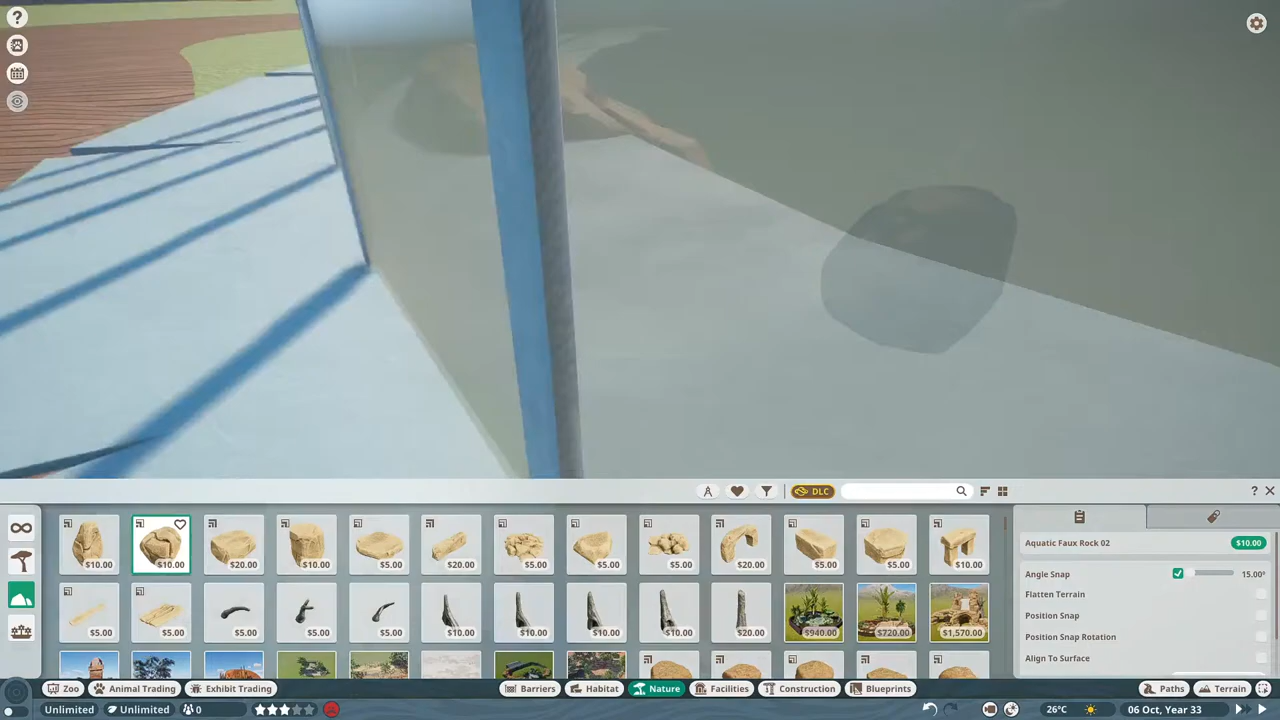 DLC
$10.00 $10.00 $20.00 $10.00 $5.00 $20.00 $5.00 $5.00 $5.00 $20.00 $5.00 $5.00 $10.00
$5.00 $5.00 $5.00 $5.00 $5.00 $10.00 $10.00 $10.00 $10.00 $20.00 $940.00 $720.00 $1,570.00
Aquatic Faux Rock 02 $10.00
Angle Snap 15.00°
Flatten Terrain
Position Snap
Position Snap Rotation
Align To Surface
Zoo Animal Trading Exhibit Trading Barriers Habitat Nature Facilities Construction Blueprints Paths Terrain
Unlimited Unlimited 0 26°C 06 Oct, Year 33